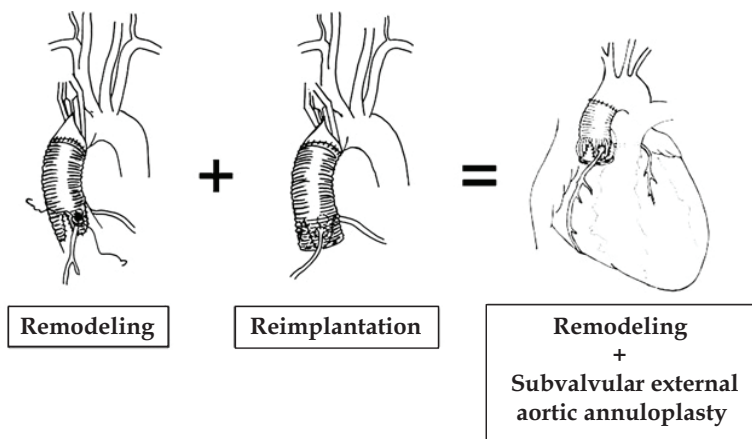 +
=
Remodeling
Reimplantation
Remodeling
+
Subvalvular external
aortic annuloplasty